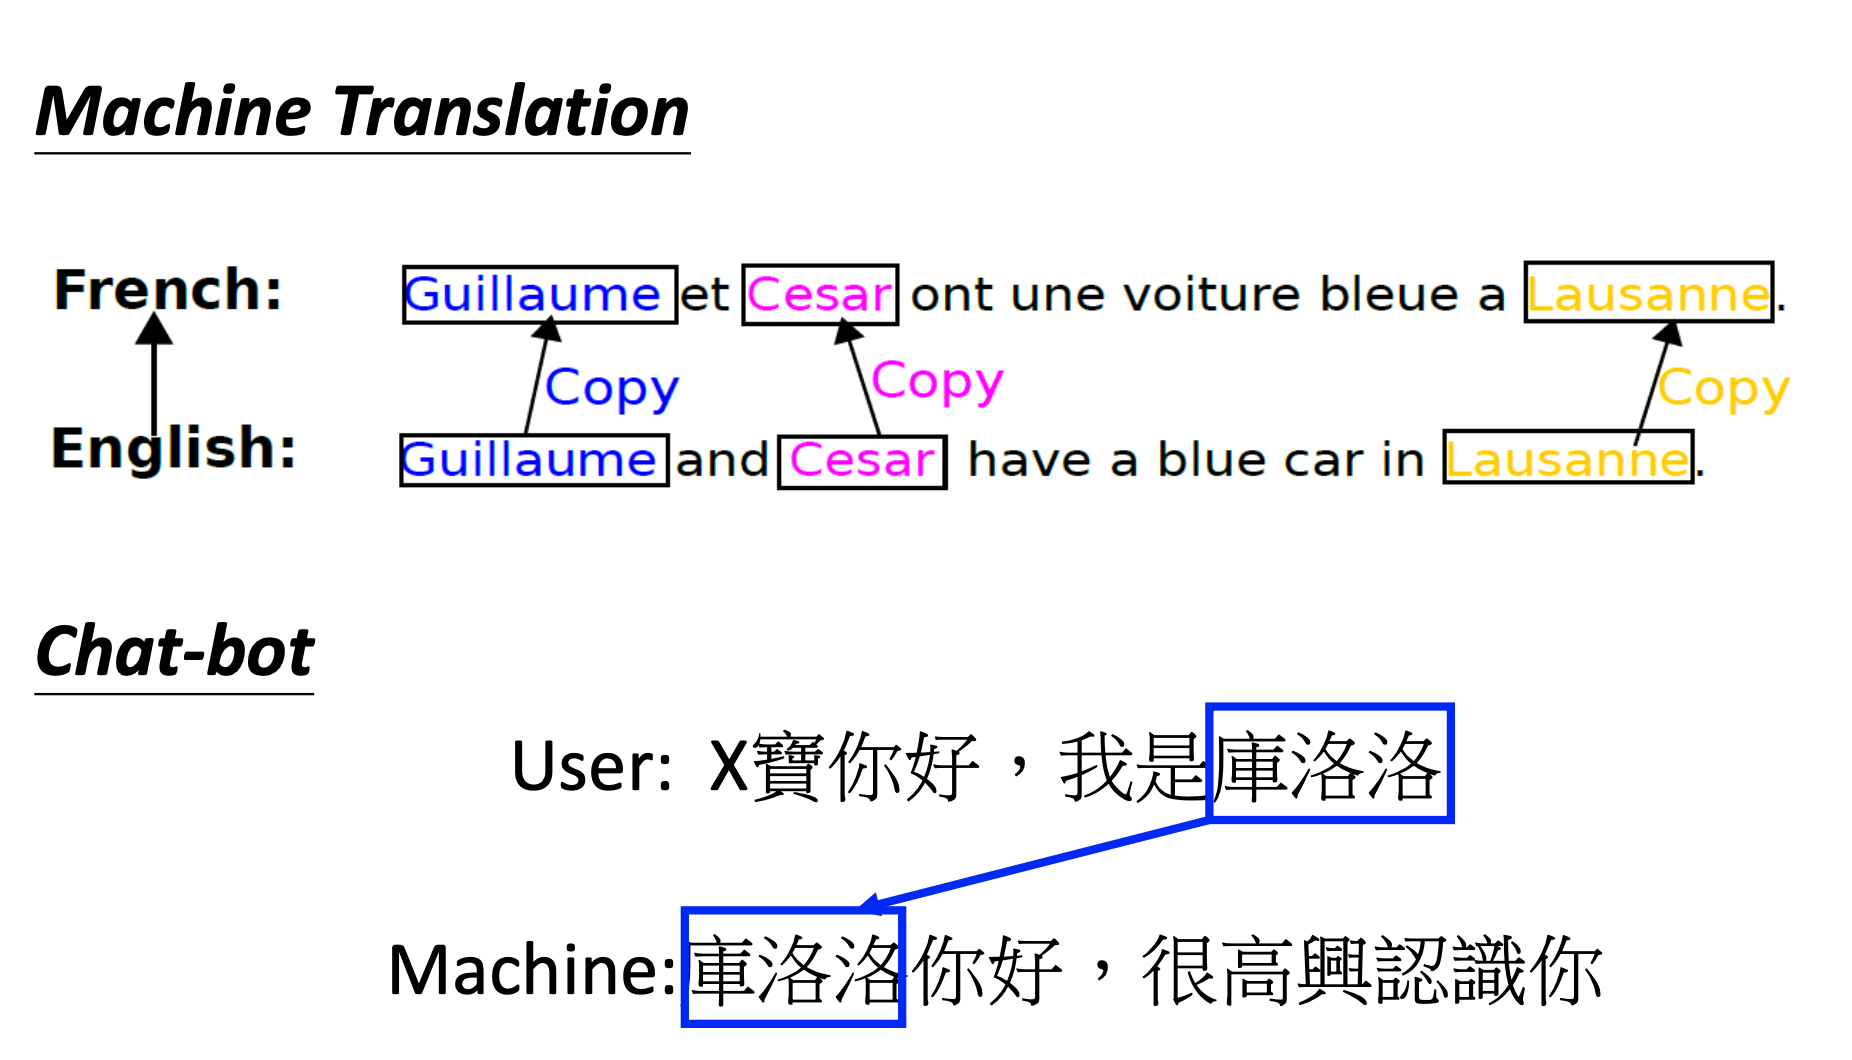 Machine Translation
French: Guillaume et Cesar ont une voiture bleue a Lausanne.
Copy Copy Copy
English: Guillaume and Cesar have a blue car in Lausanne.
Chat-bot
User: X寶你好，我是庫洛洛
Machine: 庫洛洛你好，很高興認識你